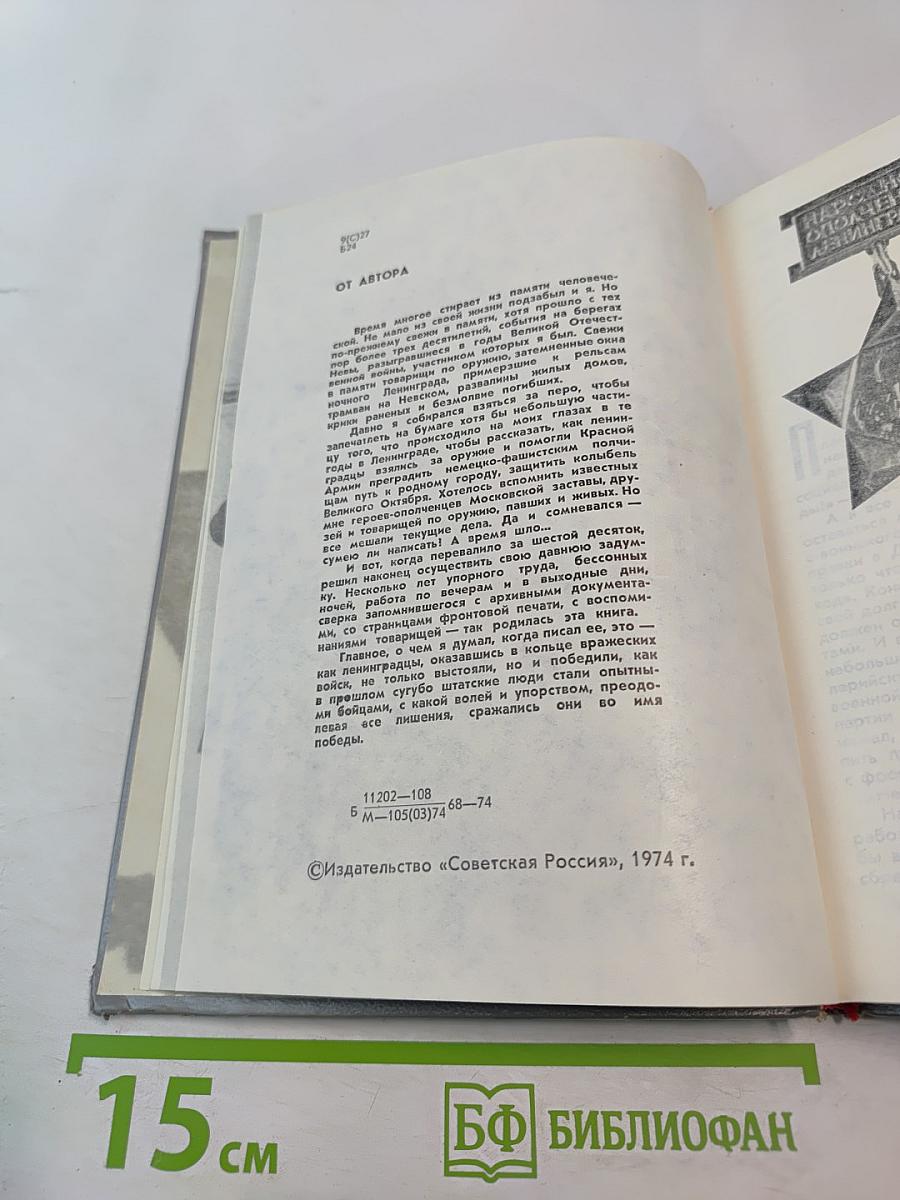 9(С)27
Б24
ОТ АВТОРА
Время многое стирает из памяти человече-
ской. Не мало из своей жизни подзабыл и я. Но
по-прежнему свежи в памяти, хотя прошло с тех
пор более трех десятилетий, события на берегах
Невы, разыгравшиеся в годы Великой Отечест-
венной войны, участником которых я был. Свежи
в памяти товарищи по оружию, затемненные окна
ночного Ленинграда, примерзшие к рельсам
трамваи на Невском, развалины жилых домов,
крики раненых и безмолвие погибших.
Давно я собирался взяться за перо, чтобы
запечатлеть на бумаге хотя бы небольшую части-
цу того, что происходило на моих глазах в те
годы в Ленинграде, чтобы рассказать, как ленин-
градцы взялись за оружие и помогли Красной
Армии преградить немецко-фашистским полчи-
щам путь к родному городу, защитить колыбель
Великого Октября. Хотелось вспомнить известных
мне героев-ополченцев Московской заставы, дру-
зей и товарищей по оружию, павших и живых. Но
все мешали текущие дела. Да и сомневался —
сумею ли написать! А время шло...
И вот, когда перевалило за шестой десяток,
решил наконец осуществить свою давнюю задум-
ку. Несколько лет упорного труда, бессонных
ночей, работа по вечерам и в выходные дни,
сверка запомнившегося с архивными документа-
ми, со страницами фронтовой печати, с воспоми-
наниями товарищей — так родилась эта книга.
Главное, о чем я думал, когда писал ее, это —
как ленинградцы, оказавшись в кольце вражеских
войск, не только выстояли, но и победили, как
в прошлом сугубо штатские люди стали опытны-
ми бойцами, с какой волей и упорством, преодо-
левая все лишения, сражались они во имя
победы.
Б 11202—108
М—105(03)74 68—74
©Издательство «Советская Россия», 1974 г.
15 см
БФ БИБЛИОФАН